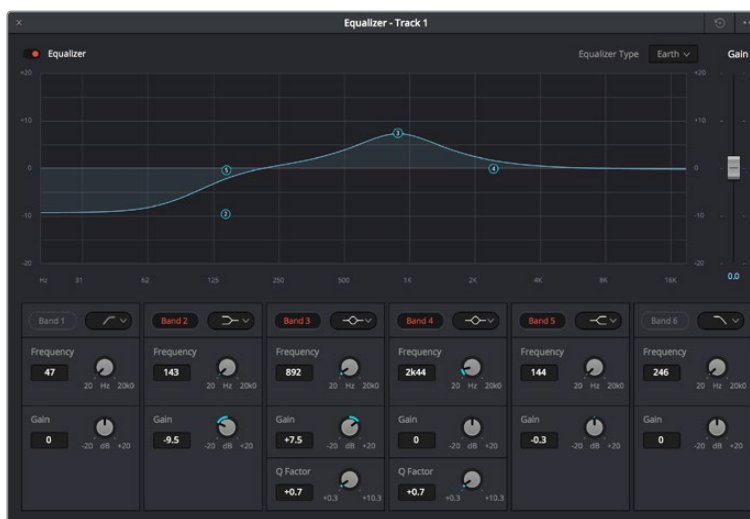 Equalizer - Track 1
Equalizer
Equalizer Type Earth Gain
+20 +20
+10 +10
0 0
-10 -10
-20 -20
Hz 31 62 125 250 500 1K 2K 4K 8K 16K
3
5 4
2
0.0
Band 1 Band 2 Band 3 Band 4 Band 5 Band 6
Frequency Frequency Frequency Frequency Frequency Frequency
47 143 892 2k44 144 246
20 Hz 20k0 20 Hz 20k0 20 Hz 20k0 20 Hz 20k0 20 Hz 20k0 20 Hz 20k0
Gain Gain Gain Gain Gain Gain
0 -9.5 +7.5 0 -0.3 0
-20 dB +20 -20 dB +20 -20 dB +20 -20 dB +20 -20 dB +20 -20 dB +20
Q Factor Q Factor
+0.7 +0.7
+0.3 +10.3 +0.3 +10.3